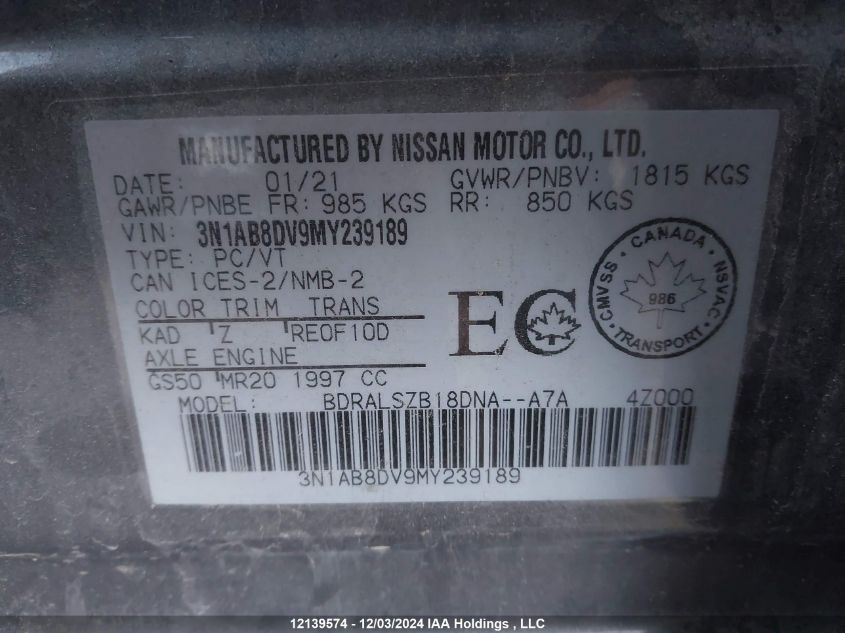 MANUFACTURED BY NISSAN MOTOR CO., LTD.
DATE: 01/21 GVWR/PNBV: 1815 KGS
GAWR/PNBE FR: 985 KGS RR: 850 KGS
VIN: 3N1AB8DV9MY239189
TYPE: PC/VT
CAN ICES-2/NMB-2
COLOR TRIM TRANS
KAD Z RE0F10D
AXLE ENGINE
GS50 MR20 1997 CC
EC
CANADA
CMVSS NSVAC
986
TRANSPORT
MODEL: BDRALSZB18DNA--A7A 4Z000
3N1AB8DV9MY239189
12139574 - 12/03/2024 IAA Holdings , LLC